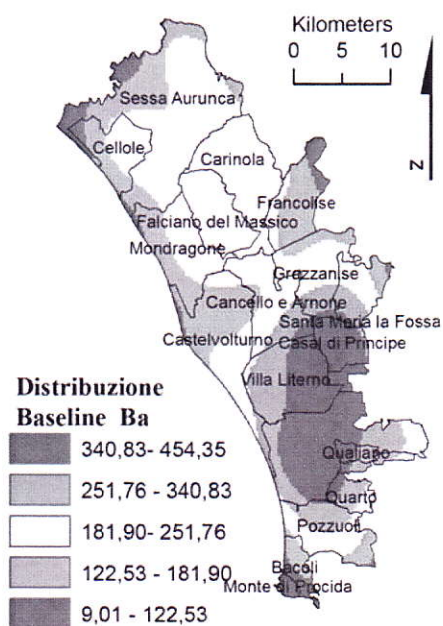 Kilometers
0 5 10
N
Sessa Aurunca
Cellole
Carinola
Francolise
Falciano del Massico
Mondragone
Grazzanise
Cancello e Arnone
Santa Maria la Fossa
Castelvolturno
Casal di Principe
Villa Literno
Distribuzione
Baseline Ba
340,83- 454,35
251,76 - 340,83
181,90- 251,76
122,53 - 181,90
9,01 - 122,53
Qualiano
Quarto
Pozzuoli
Bacoli
Monte di Procida